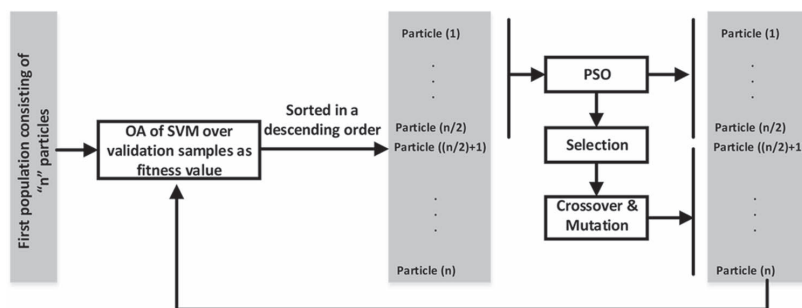 First population consisting of
"n" particles
OA of SVM over
validation samples as
fitness value
Sorted in a
descending order
Particle (1)
Particle (n/2)
Particle ((n/2)+1)
Particle (n)
PSO
Selection
Crossover &
Mutation
Particle (1)
Particle (n/2)
Particle ((n/2)+1)
Particle (n)